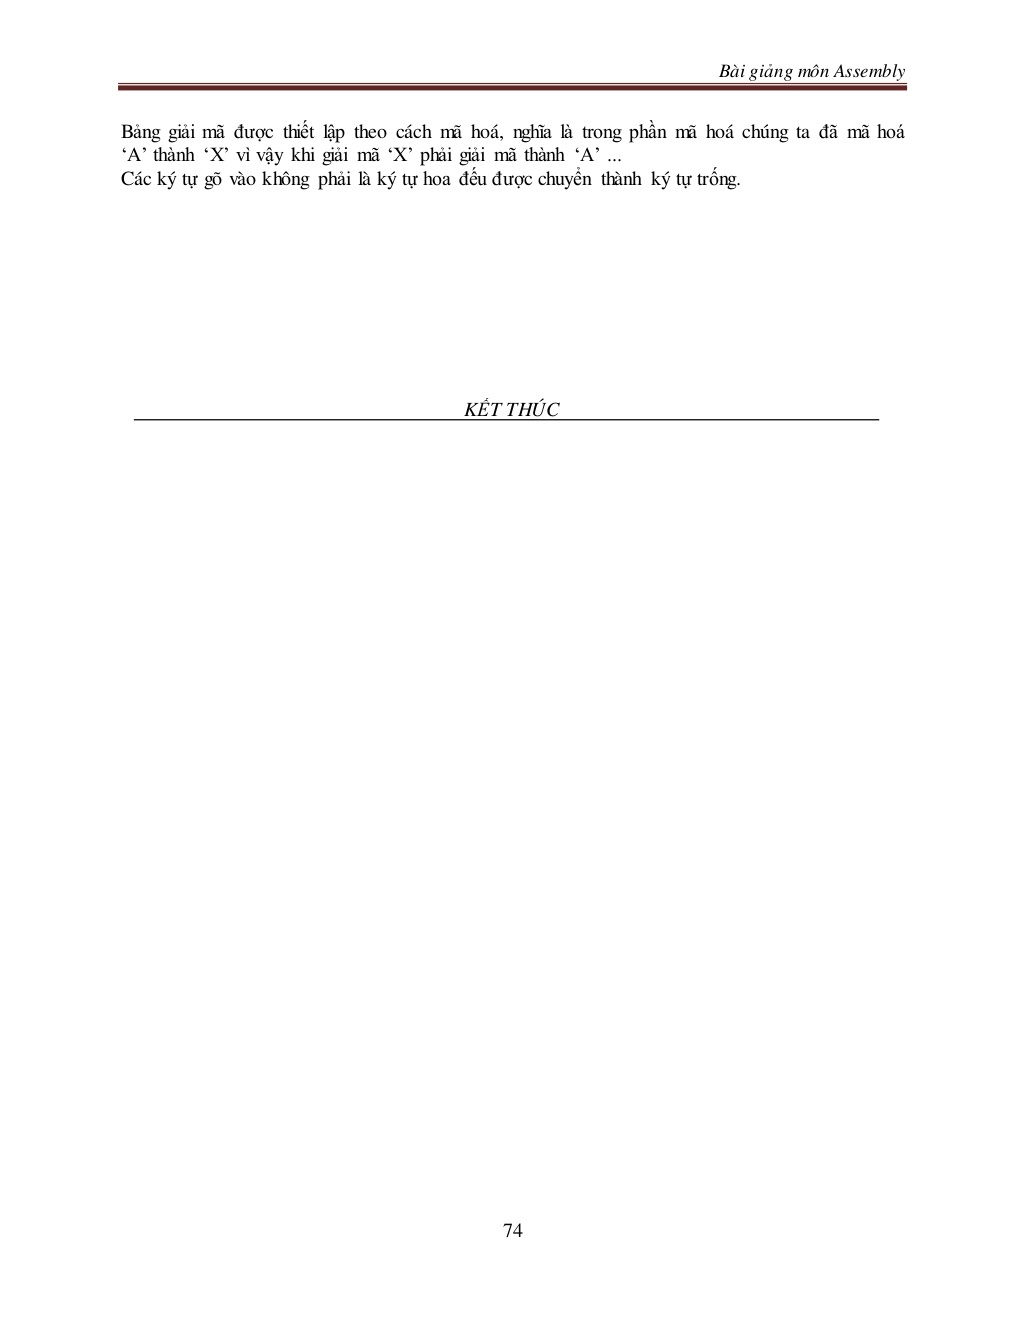 Bài giảng môn Assembly
Bảng giải mã được thiết lập theo cách mã hoá, nghĩa là trong phần mã hoá chúng ta đã mã hoá
‘A’ thành ‘X’ vì vậy khi giải mã ‘X’ phải giải mã thành ‘A’ ...
Các ký tự gõ vào không phải là ký tự hoa đếu được chuyển thành ký tự trống.
KẾT THÚC
74